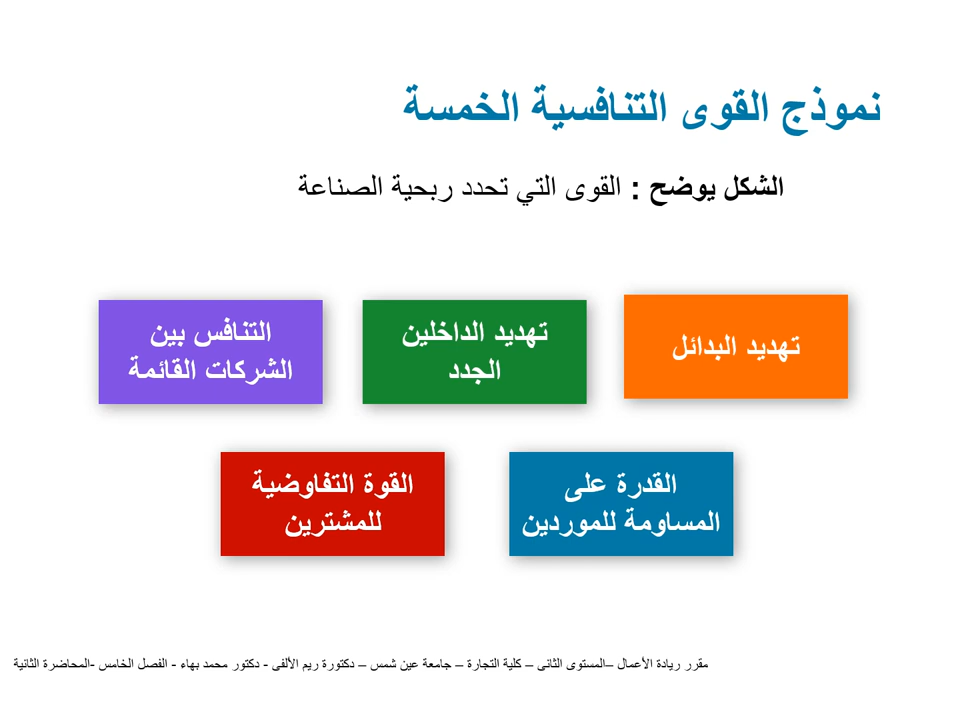 نموذج القوى التنافسية الخمسة
الشكل يوضح : القوى التي تحدد ربحية الصناعة
تهديد البدائل
تهديد الداخلين
الجدد
التنافس بين
الشركات القائمة
القدرة على
المساومة للموردين
القوة التفاوضية
للمشترين
مقرر ريادة الأعمال –المستوى الثانى – كلية التجارة – جامعة عين شمس – دكتورة ريم الألفى - دكتور محمد بهاء - الفصل الخامس -المحاضرة الثانية